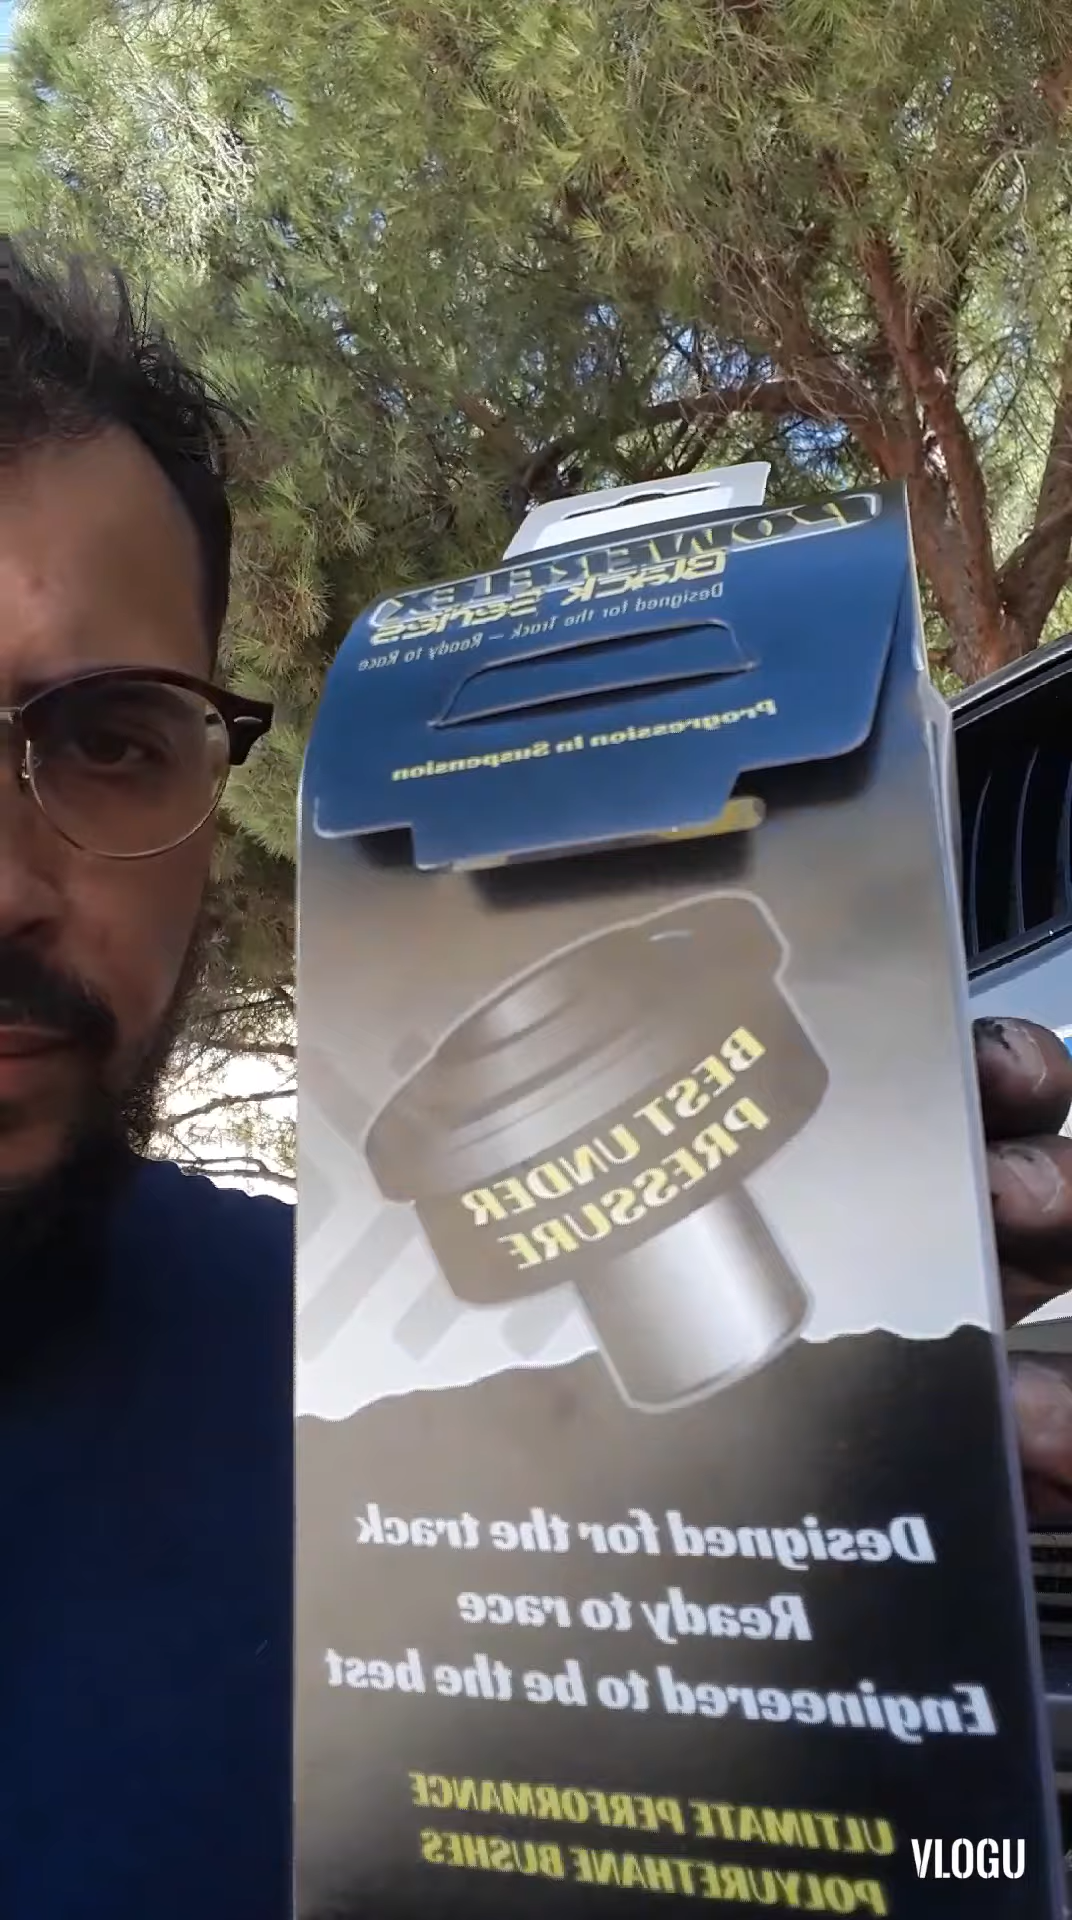 POWERFLEX
Black Series
Designed for the Track – Ready to Race
Progression In Suspension
BEST UNDER
PRESSURE
Designed for the track
Ready to race
Engineered to be the best
ULTIMATE PERFORMANCE
POLYURETHANE BUSHES
VLOGU